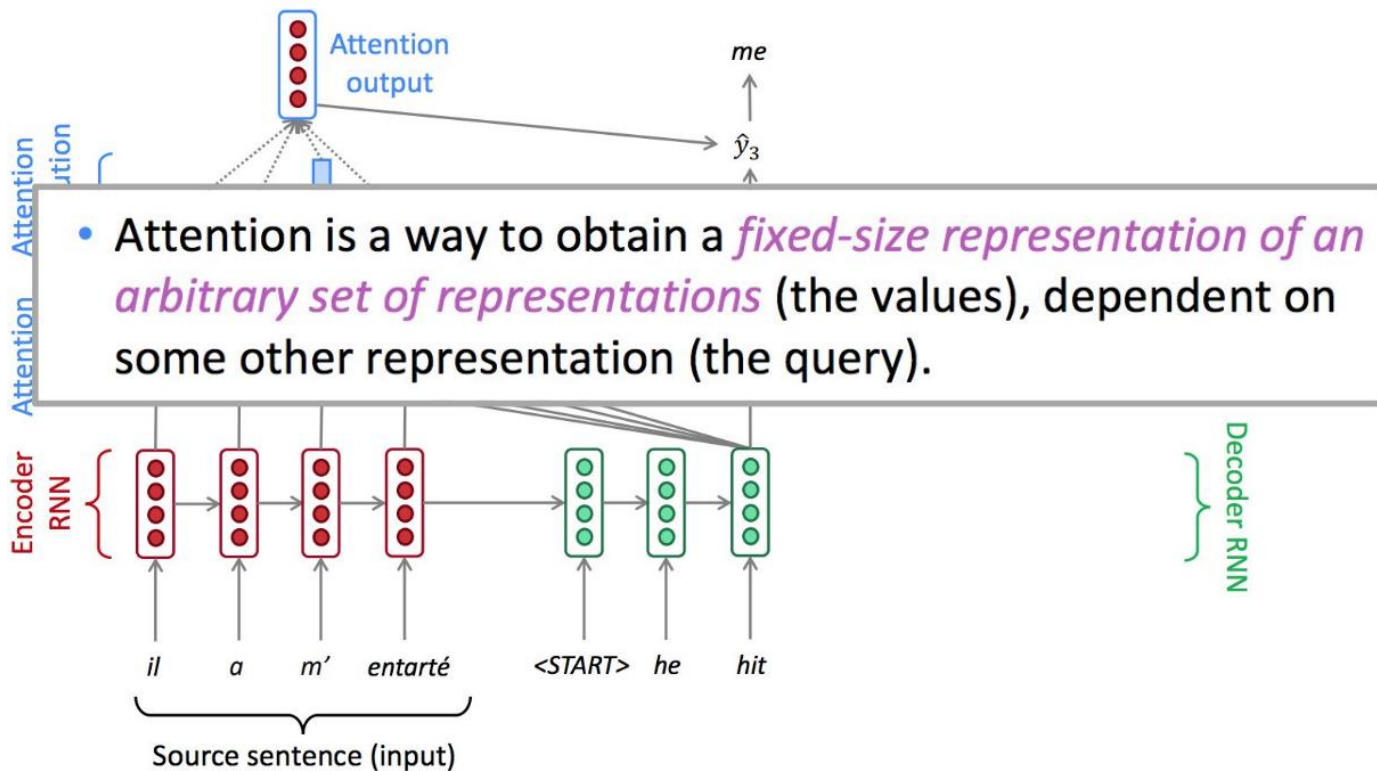 Attention
output
me
ŷ₃
Attention
ution
• Attention is a way to obtain a fixed-size representation of an
arbitrary set of representations (the values), dependent on
some other representation (the query).
Attention
Encoder
RNN
Decoder RNN
il a m’ entarté <START> he hit
Source sentence (input)